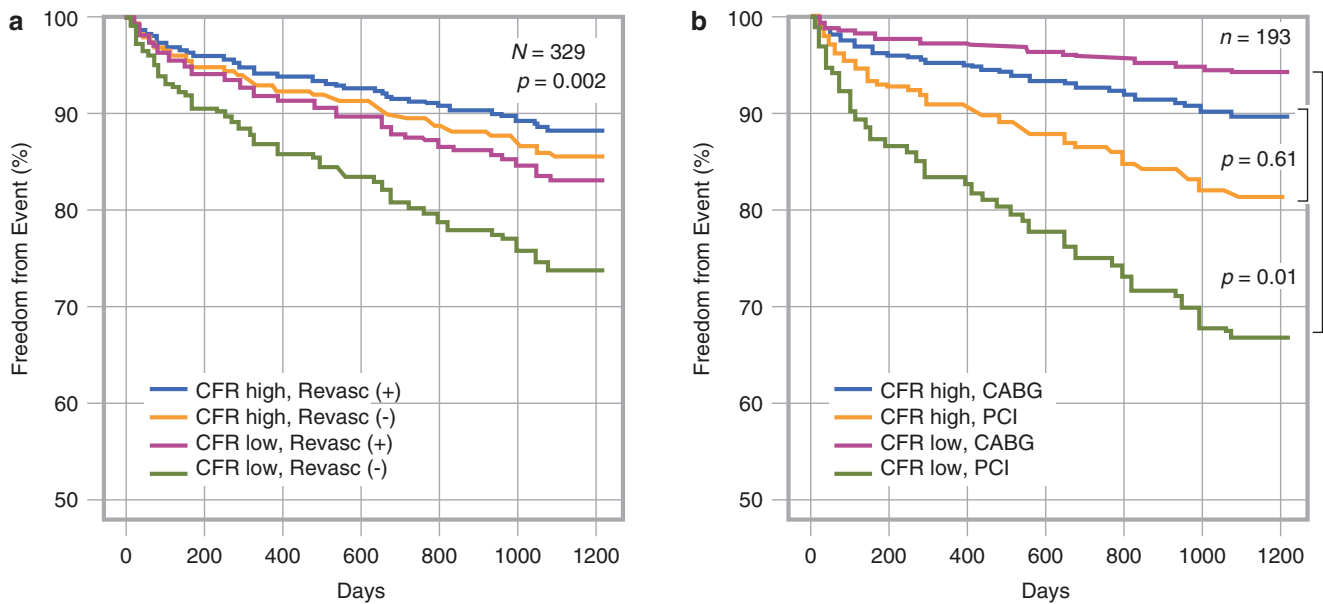 a
Freedom from Event (%)
100
90
80
70
60
50
N = 329
p = 0.002
CFR high, Revasc (+)
CFR high, Revasc (-)
CFR low, Revasc (+)
CFR low, Revasc (-)
0 200 400 600 800 1000 1200
Days
b
Freedom from Event (%)
100
90
80
70
60
50
n = 193
p = 0.61
p = 0.01
CFR high, CABG
CFR high, PCI
CFR low, CABG
CFR low, PCI
0 200 400 600 800 1000 1200
Days